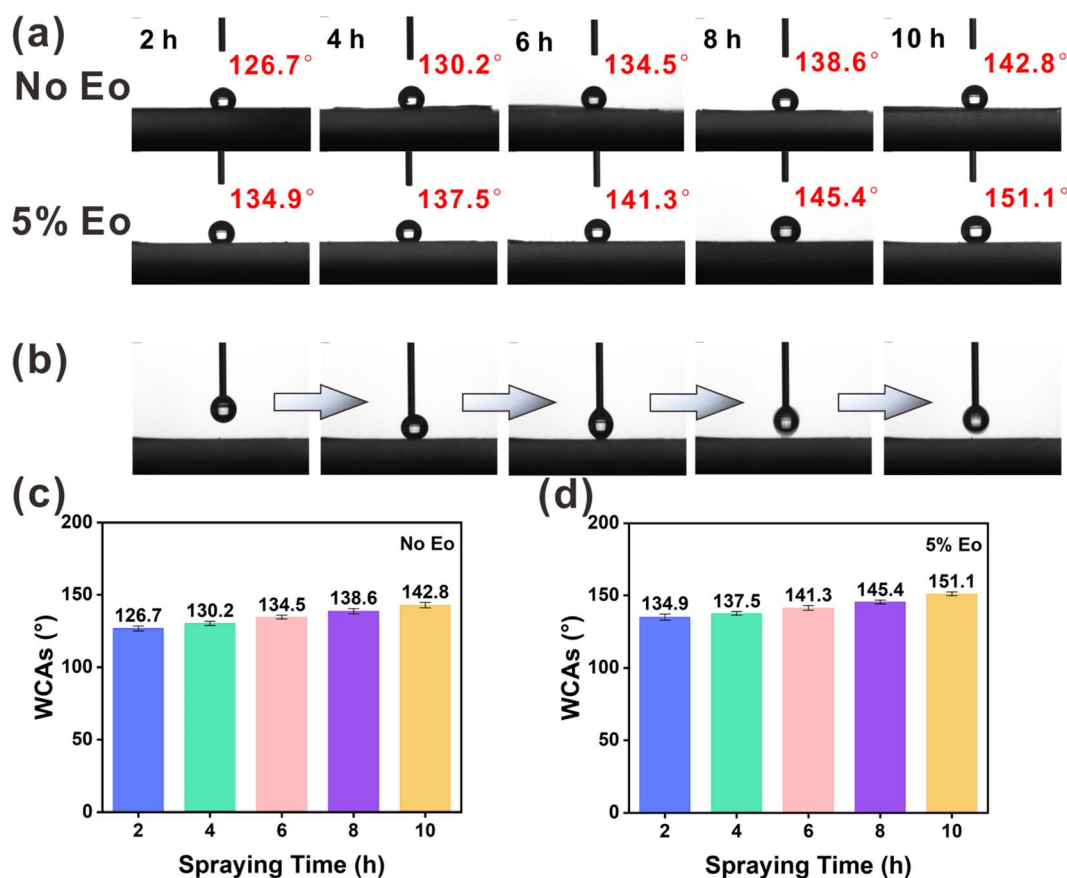 (a)
2 h
4 h
6 h
8 h
10 h
No Eo
126.7°
130.2°
134.5°
138.6°
142.8°
5% Eo
134.9°
137.5°
141.3°
145.4°
151.1°
(b)
(c)
No Eo
WCAs (°)
200
150
100
50
0
126.7
130.2
134.5
138.6
142.8
2
4
6
8
10
Spraying Time (h)
(d)
5% Eo
WCAs (°)
200
150
100
50
0
134.9
137.5
141.3
145.4
151.1
2
4
6
8
10
Spraying Time (h)